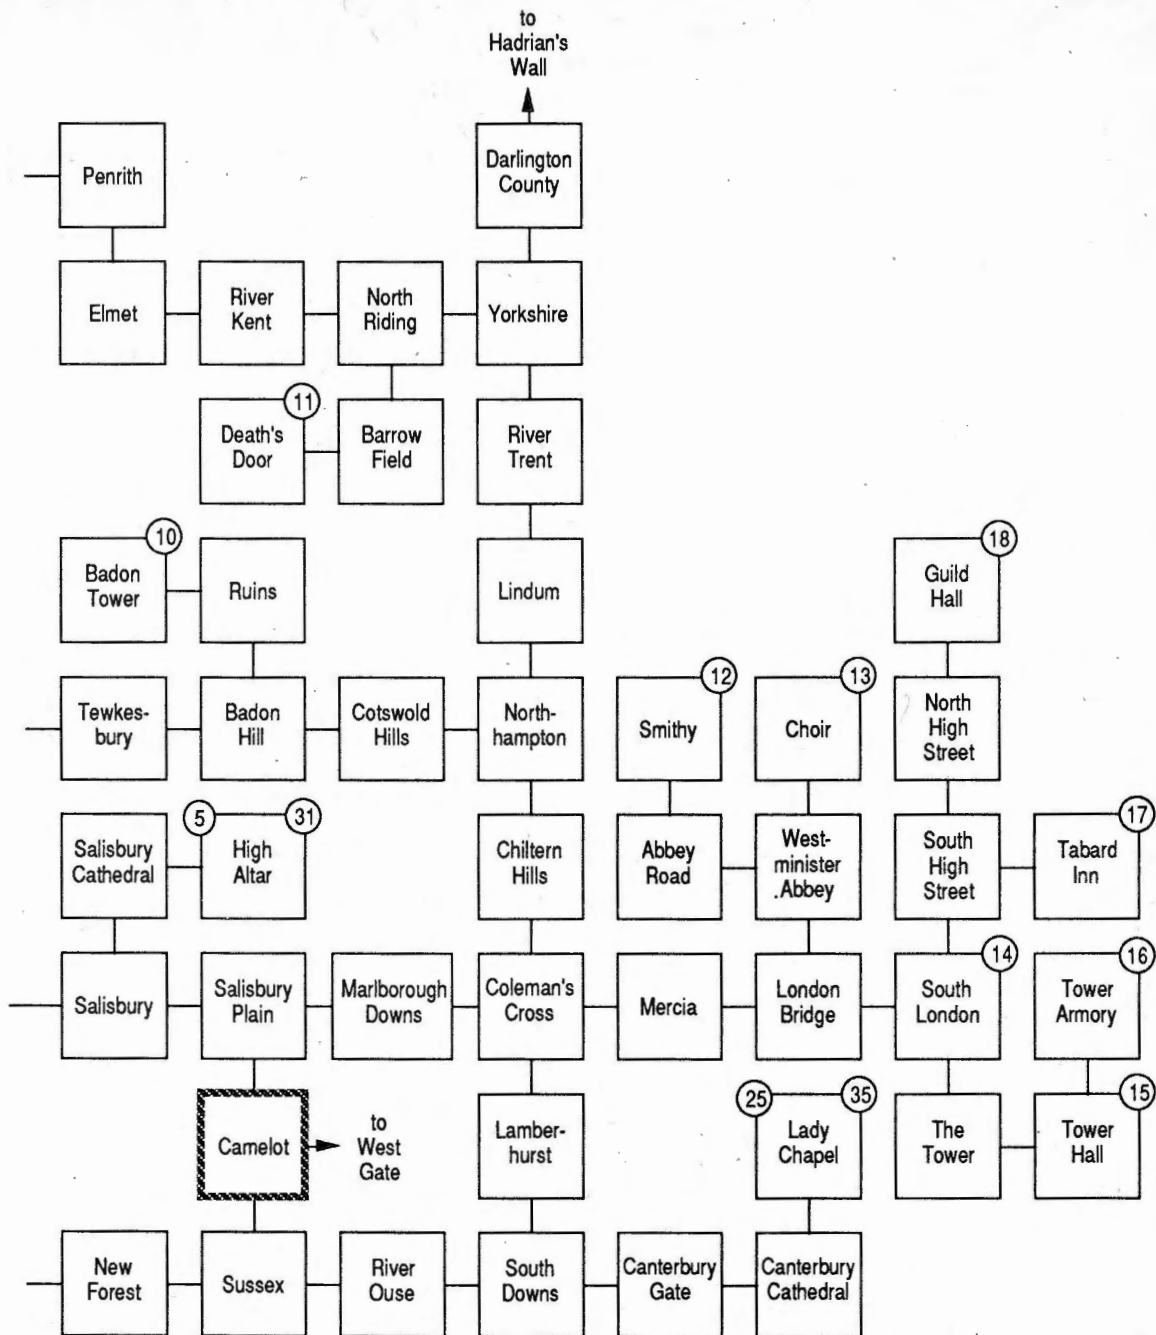 to
Hadrian's
Wall
Penrith
Darlington
County
Elmet
River
Kent
North
Riding
Yorkshire
11
Death's
Door
Barrow
Field
River
Trent
10
Badon
Tower
Ruins
Lindum
18
Guild
Hall
Tewkes-
bury
Badon
Hill
Cotswold
Hills
North-
hampton
12
Smithy
13
Choir
North
High
Street
Salisbury
Cathedral
5
31
High
Altar
Chiltern
Hills
Abbey
Road
West-
minister
.Abbey
South
High
Street
17
Tabard
Inn
Salisbury
Salisbury
Plain
Marlborough
Downs
Coleman's
Cross
Mercia
London
Bridge
14
South
London
16
Tower
Armory
Camelot
to
West
Gate
Lamber-
hurst
25
35
Lady
Chapel
The
Tower
15
Tower
Hall
New
Forest
Sussex
River
Ouse
South
Downs
Canterbury
Gate
Canterbury
Cathedral